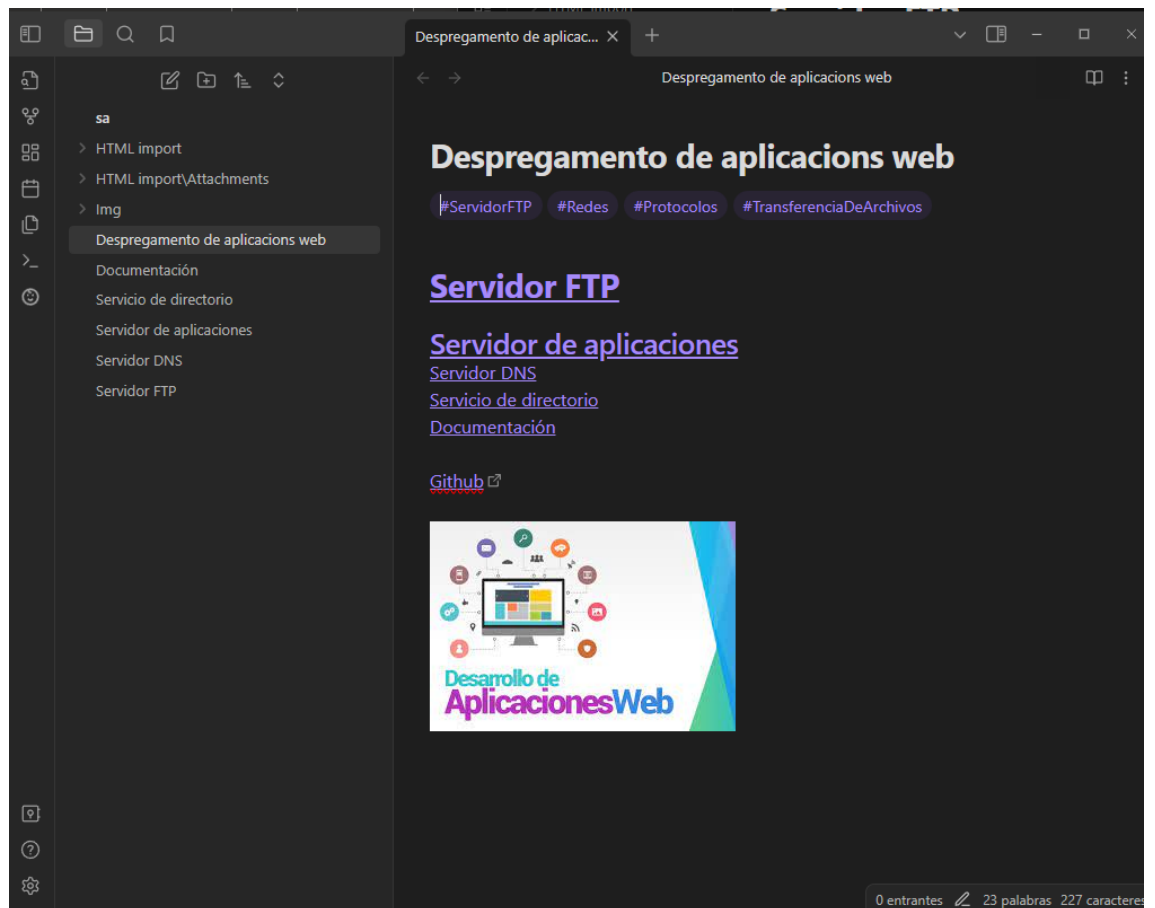 Despregamento de aplicac...
Despregamento de aplicacions web
sa
HTML import
HTML import\Attachments
Img
Despregamento de aplicacions web
Documentación
Servicio de directorio
Servidor de aplicaciones
Servidor DNS
Servidor FTP
Despregamento de aplicacions web
#ServidorFTP #Redes #Protocolos #TransferenciaDeArchivos
Servidor FTP
Servidor de aplicaciones
Servidor DNS
Servicio de directorio
Documentación
Github
Desarrollo de
AplicacionesWeb
0 entrantes 23 palabras 227 caracteres